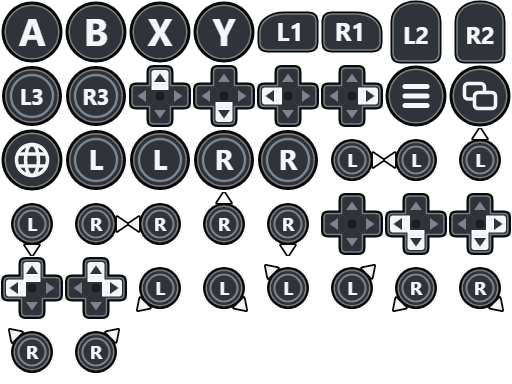 A B X Y L1 R1 L2 R2
L3 R3
L L R R L L L
L R R R R
L L L L R R
R R